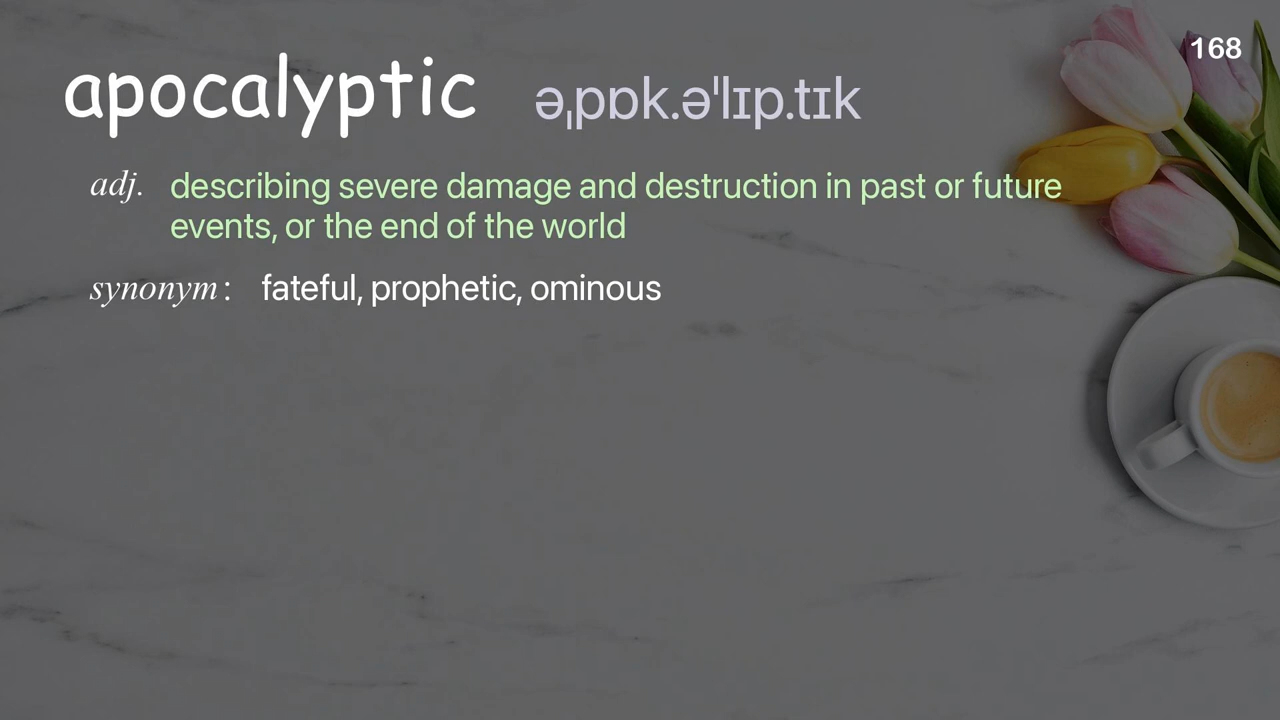 168
apocalyptic əˌpɒk.əˈlɪp.tɪk
adj. describing severe damage and destruction in past or future
events, or the end of the world
synonym: fateful, prophetic, ominous